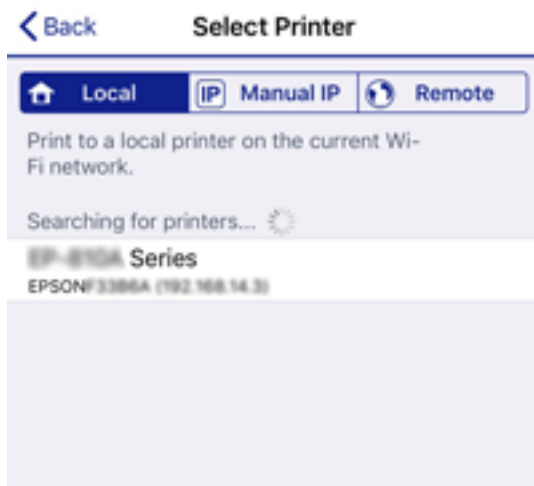 Back
Select Printer
Local
IP Manual IP
Remote
Print to a local printer on the current Wi-
Fi network.
Searching for printers...
Series
EPSON